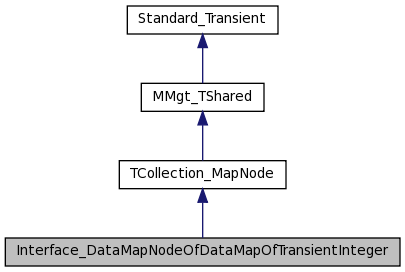 Standard_Transient
MMgt_TShared
TCollection_MapNode
Interface_DataMapNodeOfDataMapOfTransientInteger